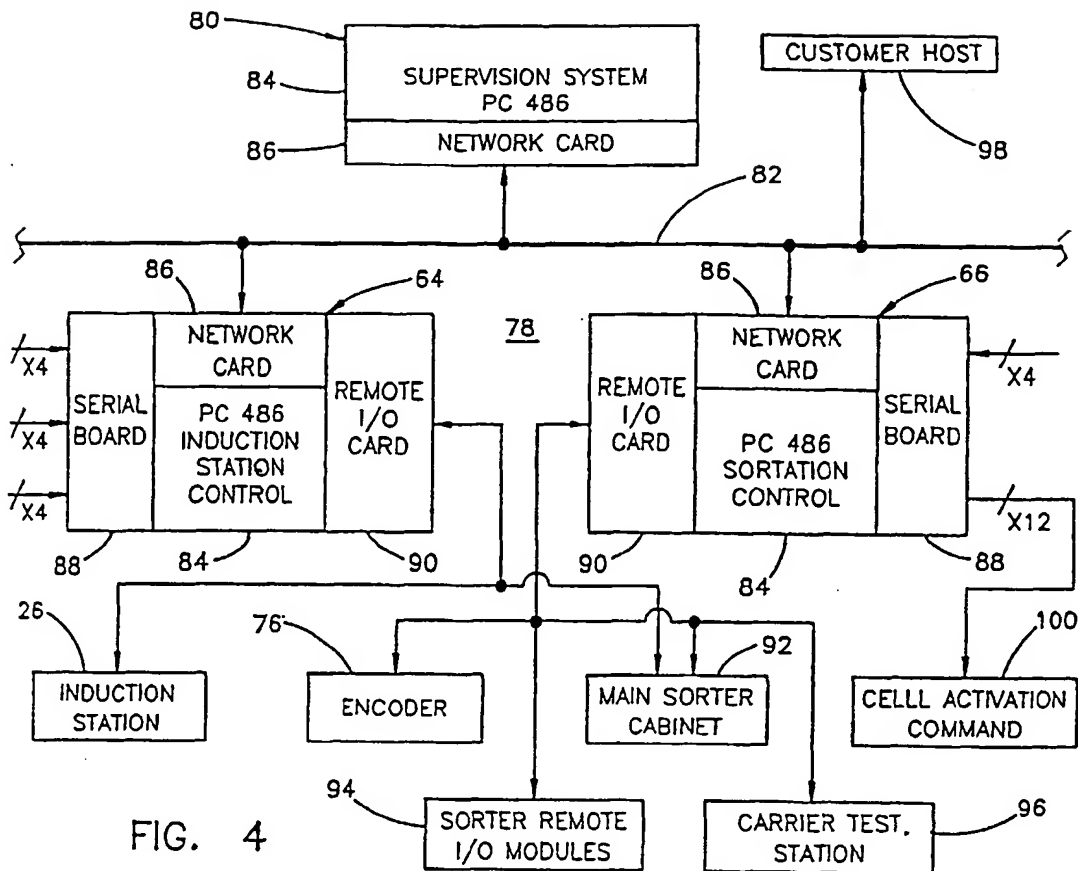 80
84
SUPERVISION SYSTEM
PC 486
86
NETWORK CARD
CUSTOMER HOST
98
82
86
64
78
86
66
X4
X4
X4
SERIAL
BOARD
NETWORK
CARD
PC 486
INDUCTION
STATION
CONTROL
REMOTE
I/O CARD
88
84
90
REMOTE
I/O
CARD
NETWORK
CARD
PC 486
SORTATION
CONTROL
SERIAL
BOARD
X4
X12
90
84
88
26
INDUCTION
STATION
76
ENCODER
92
MAIN SORTER
CABINET
100
CELLL ACTIVATION
COMMAND
94
SORTER REMOTE
I/O MODULES
CARRIER TEST.
STATION
96
FIG. 4